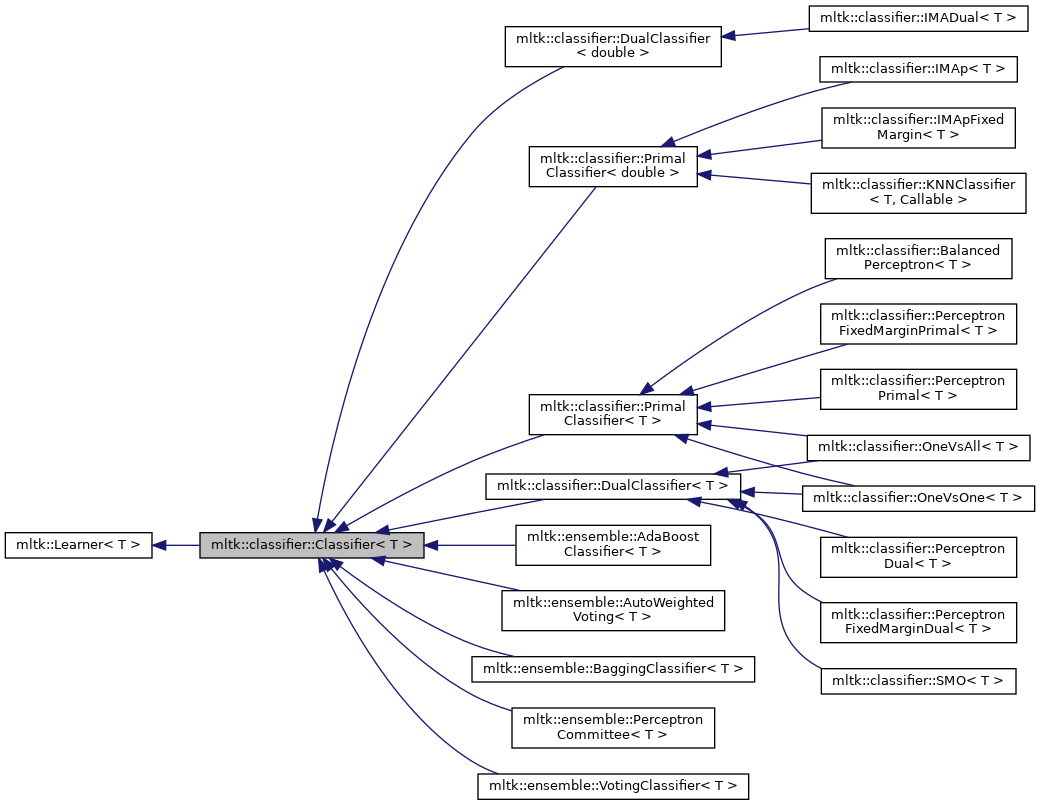 mltk::Learner< T >
mltk::classifier::Classifier< T >
mltk::classifier::DualClassifier
< double >
mltk::classifier::Primal
Classifier< double >
mltk::classifier::Primal
Classifier< T >
mltk::classifier::DualClassifier< T >
mltk::ensemble::AdaBoost
Classifier< T >
mltk::ensemble::AutoWeighted
Voting< T >
mltk::ensemble::BaggingClassifier< T >
mltk::ensemble::Perceptron
Committee< T >
mltk::ensemble::VotingClassifier< T >
mltk::classifier::IMADual< T >
mltk::classifier::IMAp< T >
mltk::classifier::IMApFixed
Margin< T >
mltk::classifier::KNNClassifier
< T, Callable >
mltk::classifier::Balanced
Perceptron< T >
mltk::classifier::Perceptron
FixedMarginPrimal< T >
mltk::classifier::Perceptron
Primal< T >
mltk::classifier::OneVsAll< T >
mltk::classifier::OneVsOne< T >
mltk::classifier::Perceptron
Dual< T >
mltk::classifier::Perceptron
FixedMarginDual< T >
mltk::classifier::SMO< T >